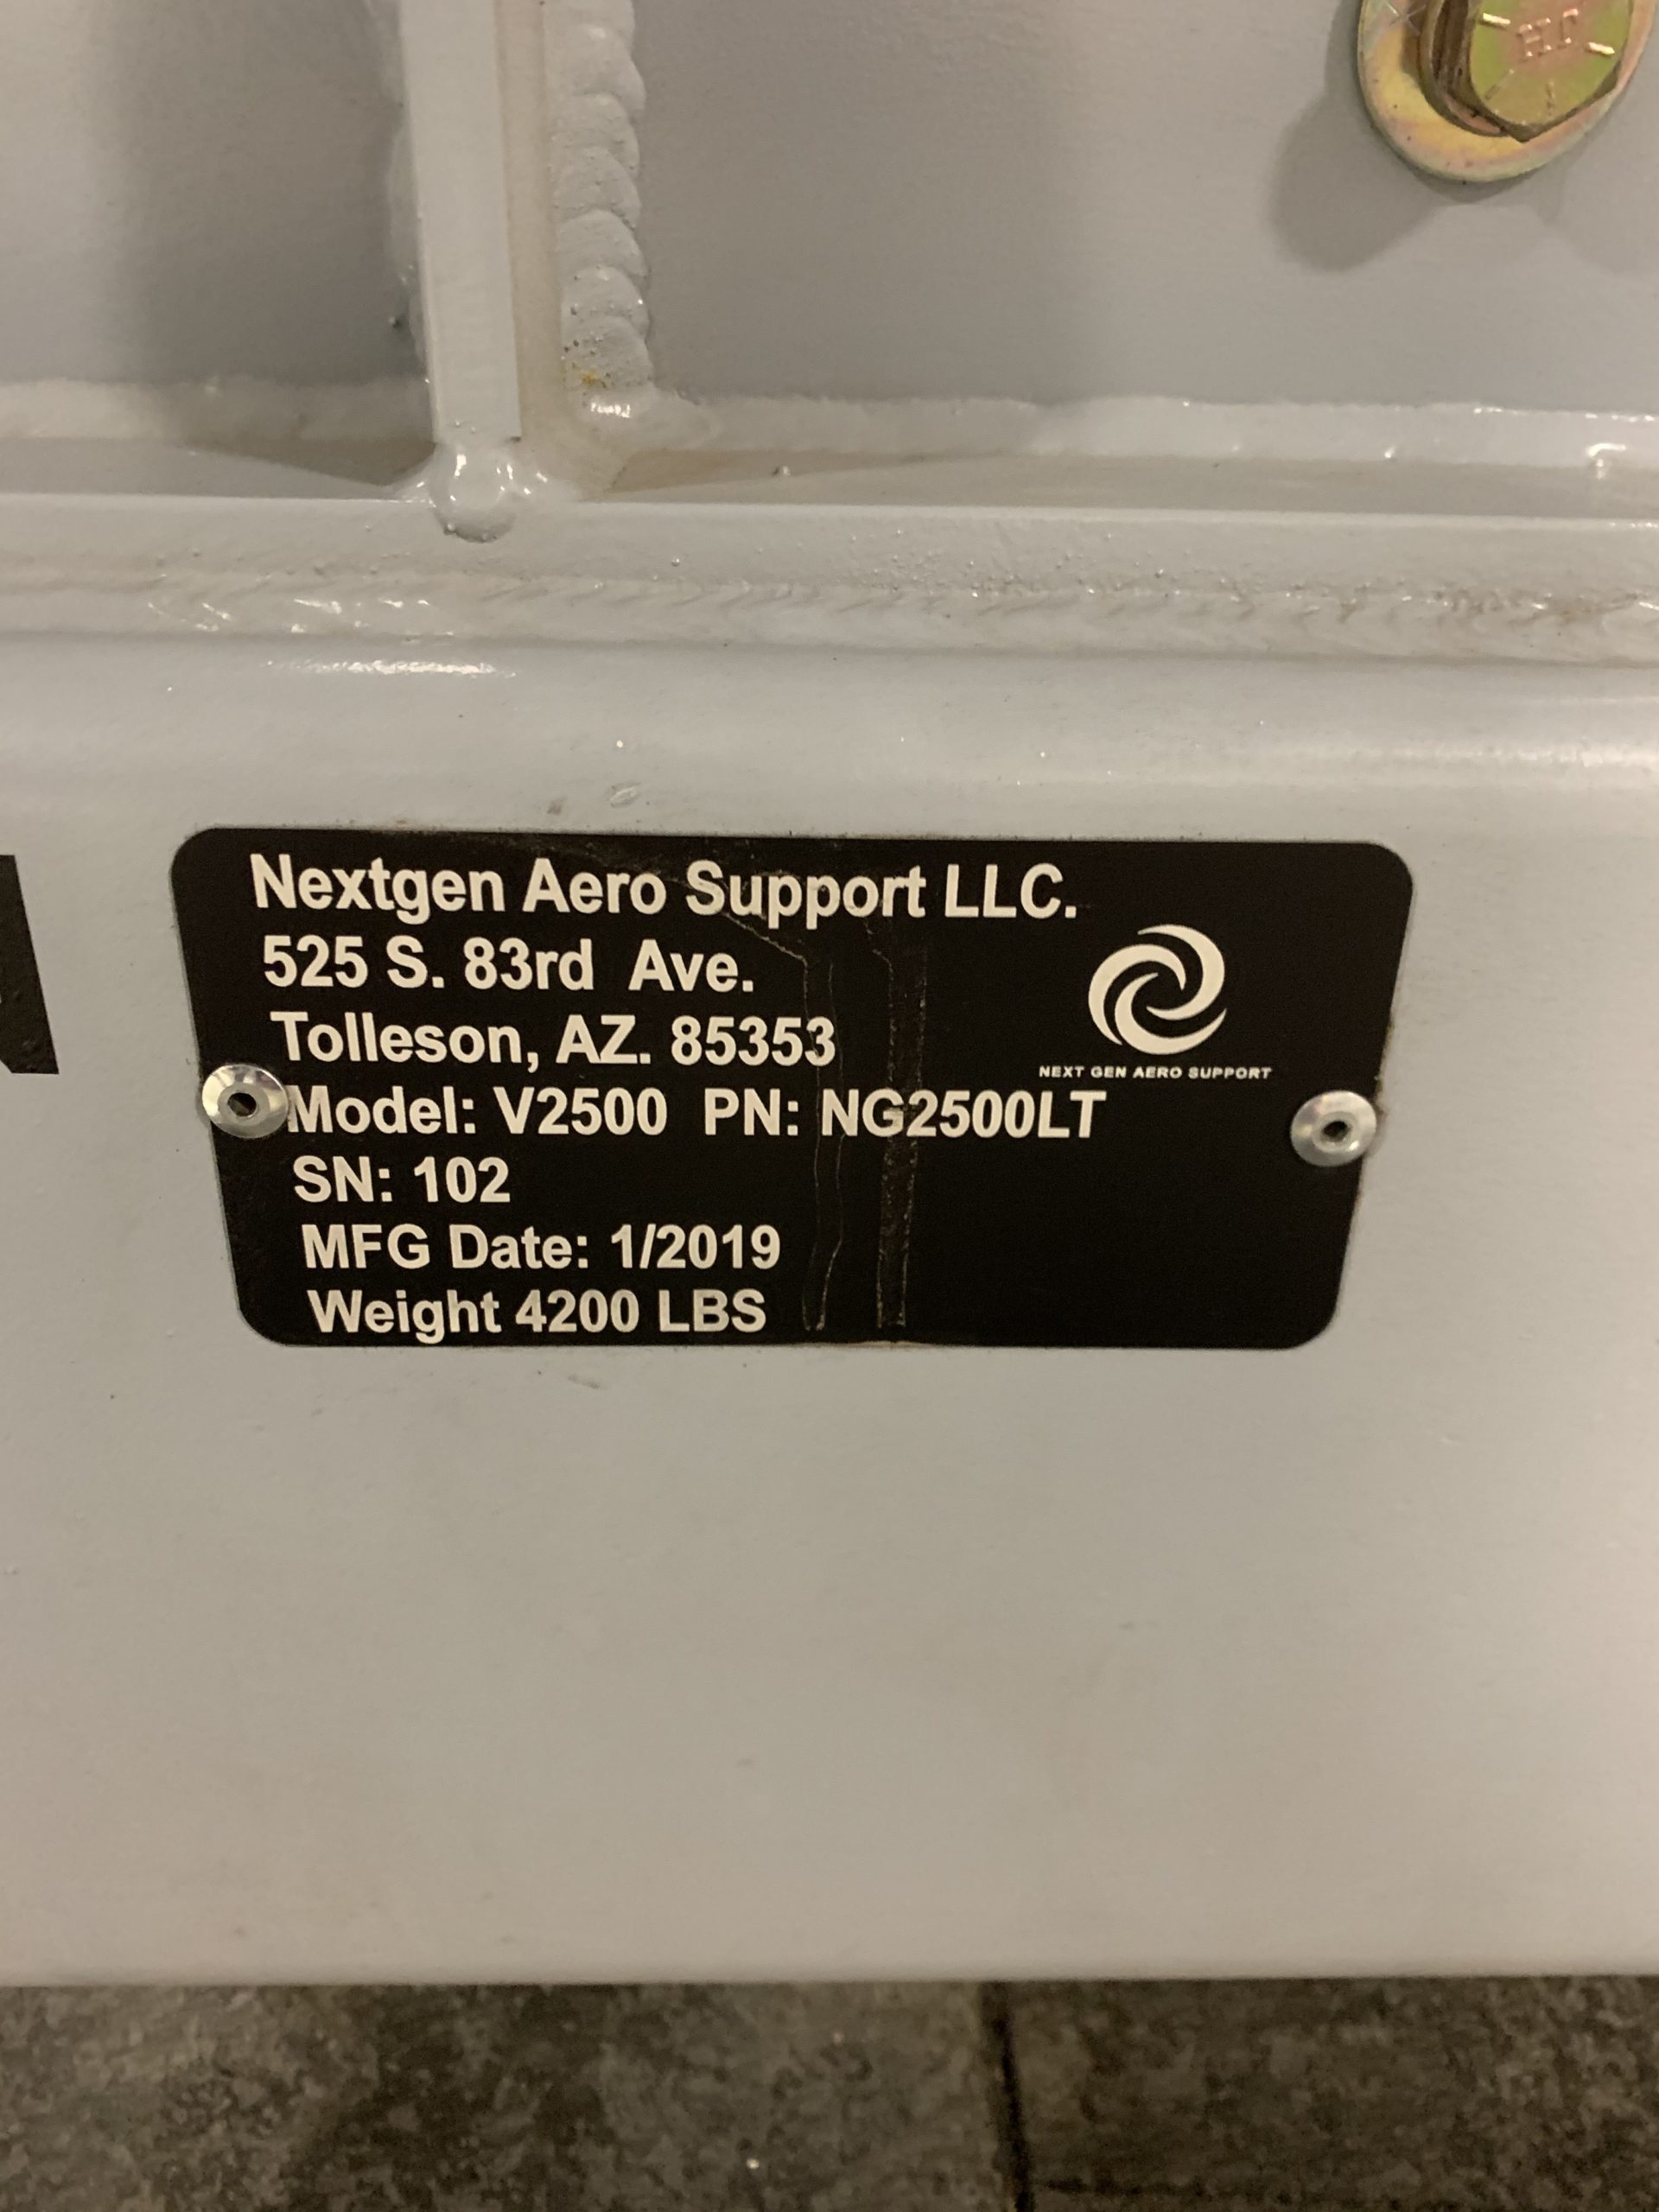 Nextgen Aero Support LLC.
525 S. 83rd Ave.
Tolleson, AZ. 85353
NEXT GEN AERO SUPPORT
Model: V2500 PN: NG2500LT
SN: 102
MFG Date: 1/2019
Weight 4200 LBS